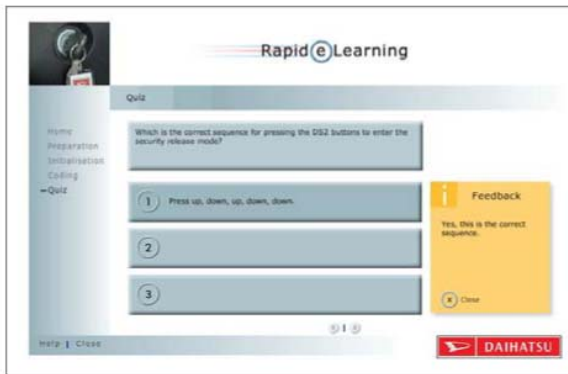 Rapid e Learning
Quiz
Home
Preparation
Initialisation
Coding
Quiz
Which is the correct sequence for pressing the DS2 buttons to enter the
security release mode?
1 Press up, down, up, down, down.
2
3
i Feedback
Yes, this is the correct
sequence.
x Close
Help | Close
DAIHATSU